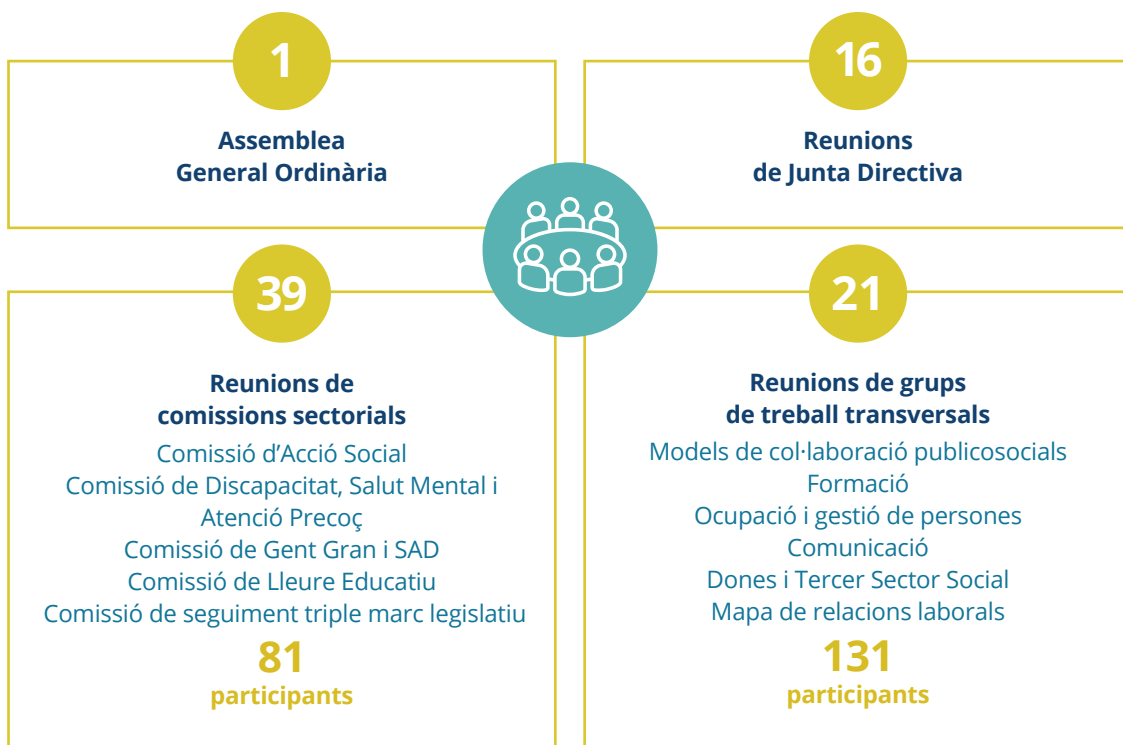 1
Assemblea
General Ordinària
16
Reunions
de Junta Directiva
39
Reunions de
comissions sectorials
Comissió d’Acció Social
Comissió de Discapacitat, Salut Mental i
Atenció Precoç
Comissió de Gent Gran i SAD
Comissió de Lleure Educatiu
Comissió de seguiment triple marc legislatiu
81
participants
21
Reunions de grups
de treball transversals
Models de col·laboració publicosocials
Formació
Ocupació i gestió de persones
Comunicació
Dones i Tercer Sector Social
Mapa de relacions laborals
131
participants